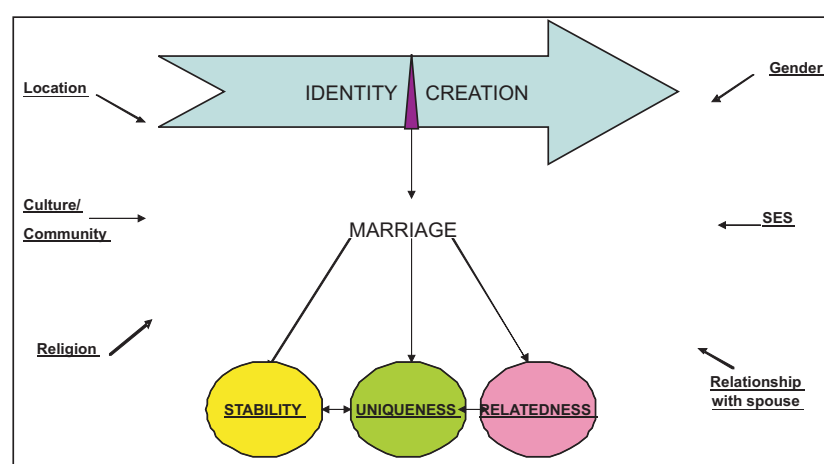 IDENTITY CREATION
Location
Gender
Culture/
Community
MARRIAGE
SES
Religion
Relationship
with spouse
STABILITY
UNIQUENESS
RELATEDNESS